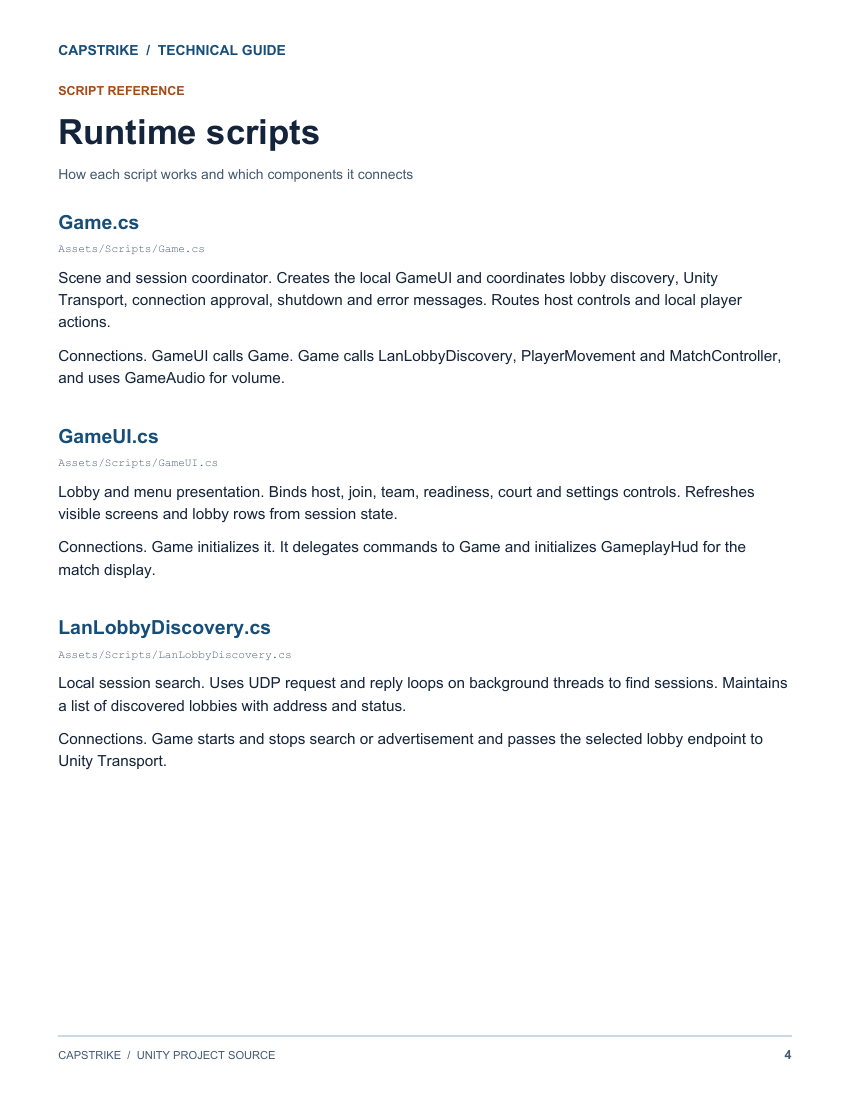 CAPSTRIKE / TECHNICAL GUIDE
SCRIPT REFERENCE
Runtime scripts
How each script works and which components it connects
Game.cs
Assets/Scripts/Game.cs
Scene and session coordinator. Creates the local GameUI and coordinates lobby discovery, Unity
Transport, connection approval, shutdown and error messages. Routes host controls and local player
actions.
Connections. GameUI calls Game. Game calls LanLobbyDiscovery, PlayerMovement and MatchController,
and uses GameAudio for volume.
GameUI.cs
Assets/Scripts/GameUI.cs
Lobby and menu presentation. Binds host, join, team, readiness, court and settings controls. Refreshes
visible screens and lobby rows from session state.
Connections. Game initializes it. It delegates commands to Game and initializes GameplayHud for the
match display.
LanLobbyDiscovery.cs
Assets/Scripts/LanLobbyDiscovery.cs
Local session search. Uses UDP request and reply loops on background threads to find sessions. Maintains
a list of discovered lobbies with address and status.
Connections. Game starts and stops search or advertisement and passes the selected lobby endpoint to
Unity Transport.
CAPSTRIKE / UNITY PROJECT SOURCE
4